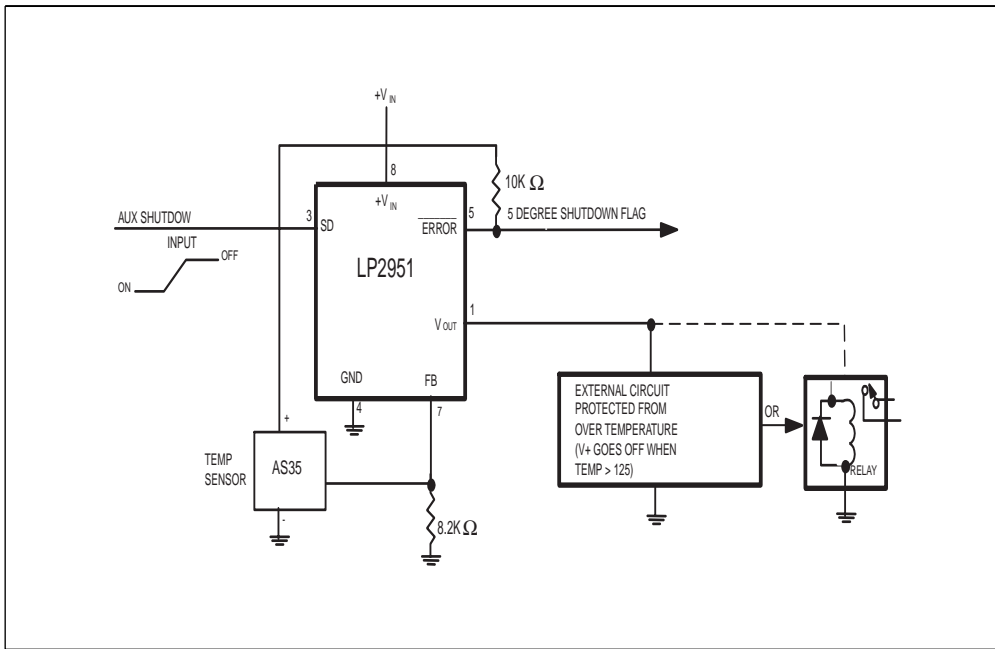 +V IN
8
10K Ω
+V IN
3
SD
5
ERROR
5 DEGREE SHUTDOWN FLAG
AUX SHUTDOW
INPUT
OFF
ON
LP2951
1
V OUT
GND
FB
4
7
EXTERNAL CIRCUIT
PROTECTED FROM
OVER TEMPERATURE
(V+ GOES OFF WHEN
TEMP > 125)
OR
RELAY
+
TEMP
SENSOR
AS35
-
8.2K Ω